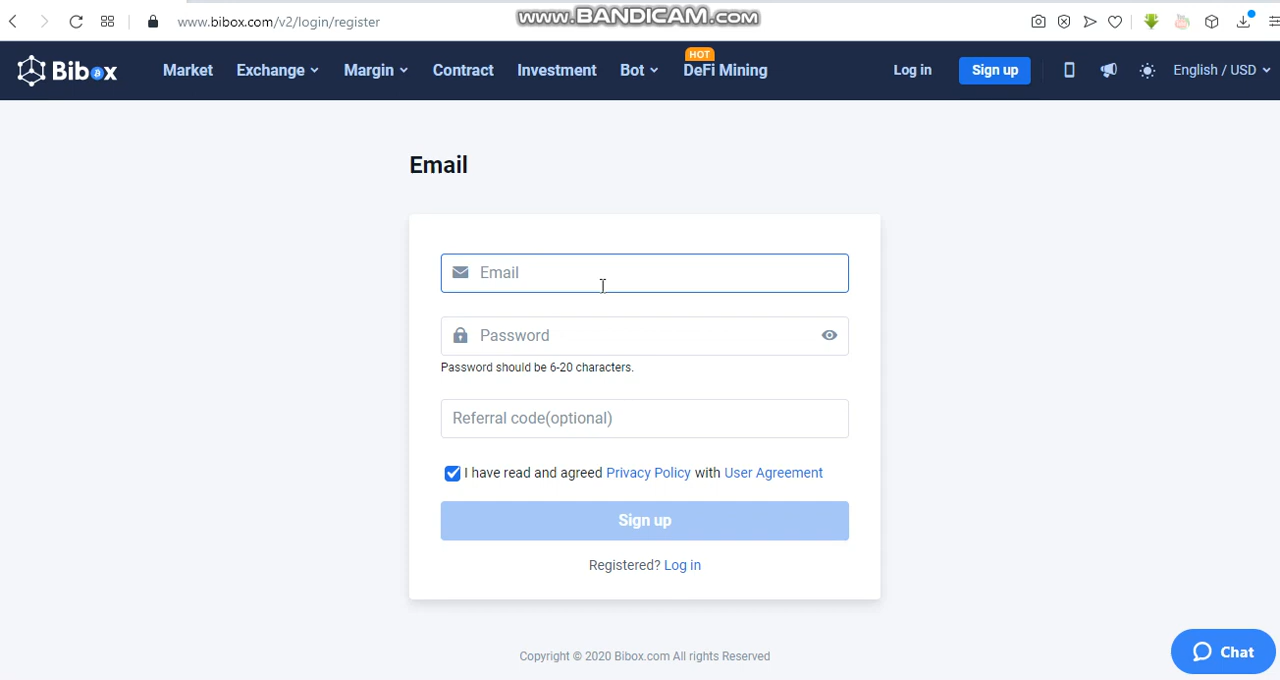 www.BANDICAM.com
www.bibox.com/v2/login/register
Bibox Market Exchange Margin Contract Investment Bot HOT DeFi Mining Log in Sign up English / USD
Email
Email
Password
Password should be 6-20 characters.
Referral code(optional)
I have read and agreed Privacy Policy with User Agreement
Sign up
Registered? Log in
Chat
Copyright © 2020 Bibox.com All rights Reserved